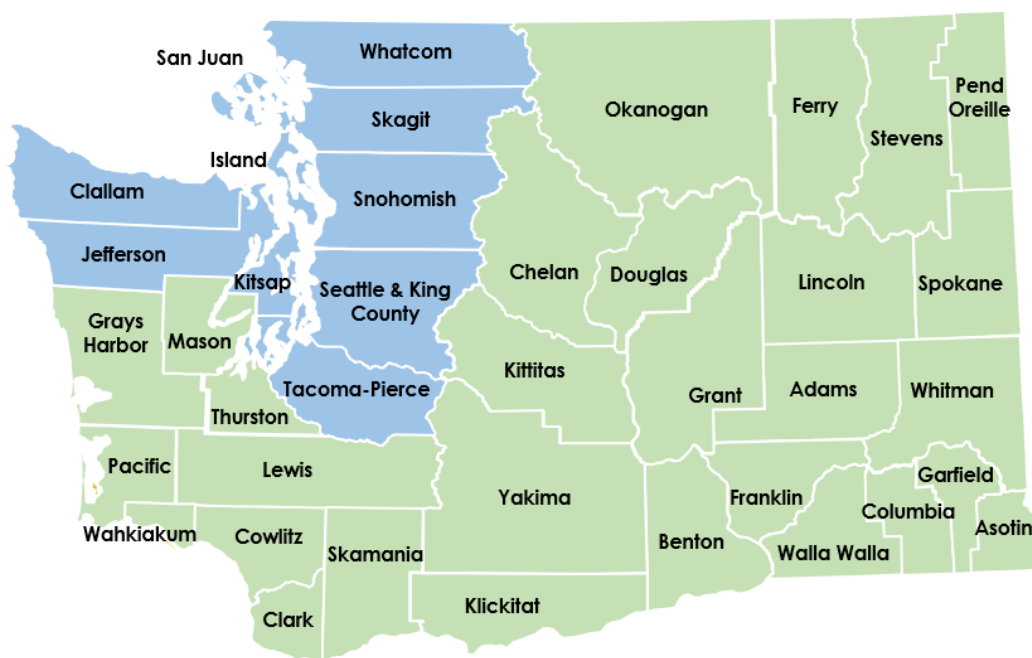 San Juan
Whatcom
Okanogan
Ferry
Pend
Oreille
Skagit
Stevens
Island
Clallam
Snohomish
Jefferson
Chelan
Douglas
Kitsap
Seattle & King
County
Lincoln
Spokane
Grays
Harbor
Mason
Kittitas
Tacoma-Pierce
Grant
Adams
Whitman
Thurston
Pacific
Lewis
Yakima
Franklin
Garfield
Columbia
Wahkiakum
Cowlitz
Skamania
Benton
Walla Walla
Asotin
Clark
Klickitat